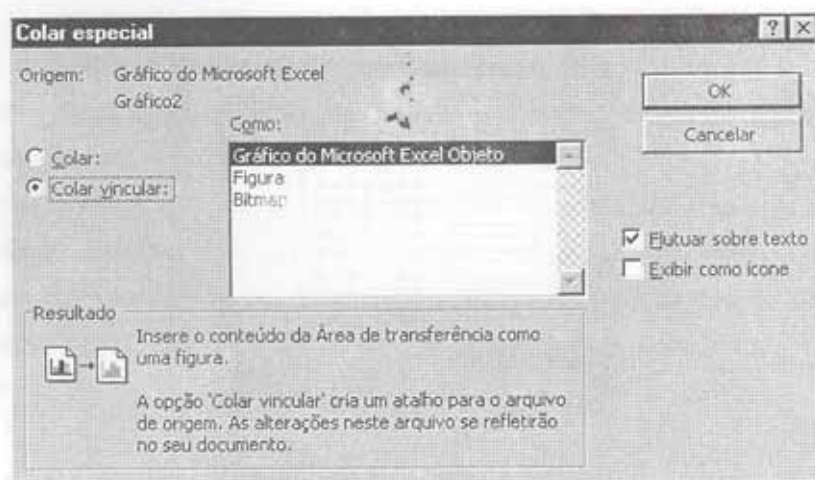 Colar especial
Origem: Gráfico do Microsoft Excel
Gráfico2
Como:
Colar:
Colar vincular:
Gráfico do Microsoft Excel Objeto
Figura
Bitmap
OK
Cancelar
Flutuar sobre texto
Exibir como ícone
Resultado
Insere o conteúdo da Área de transferência como
uma figura.
A opção 'Colar vincular' cria um atalho para o arquivo
de origem. As alterações neste arquivo se refletirão
no seu documento.